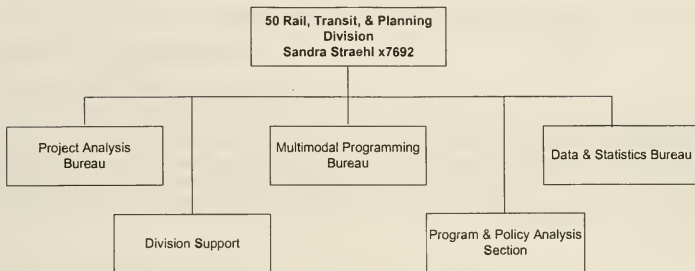 50 Rail, Transit, & Planning
Division
Sandra Straehl x7692
Project Analysis
Bureau
Multimodal Programming
Bureau
Data & Statistics Bureau
Division Support
Program & Policy Analysis
Section